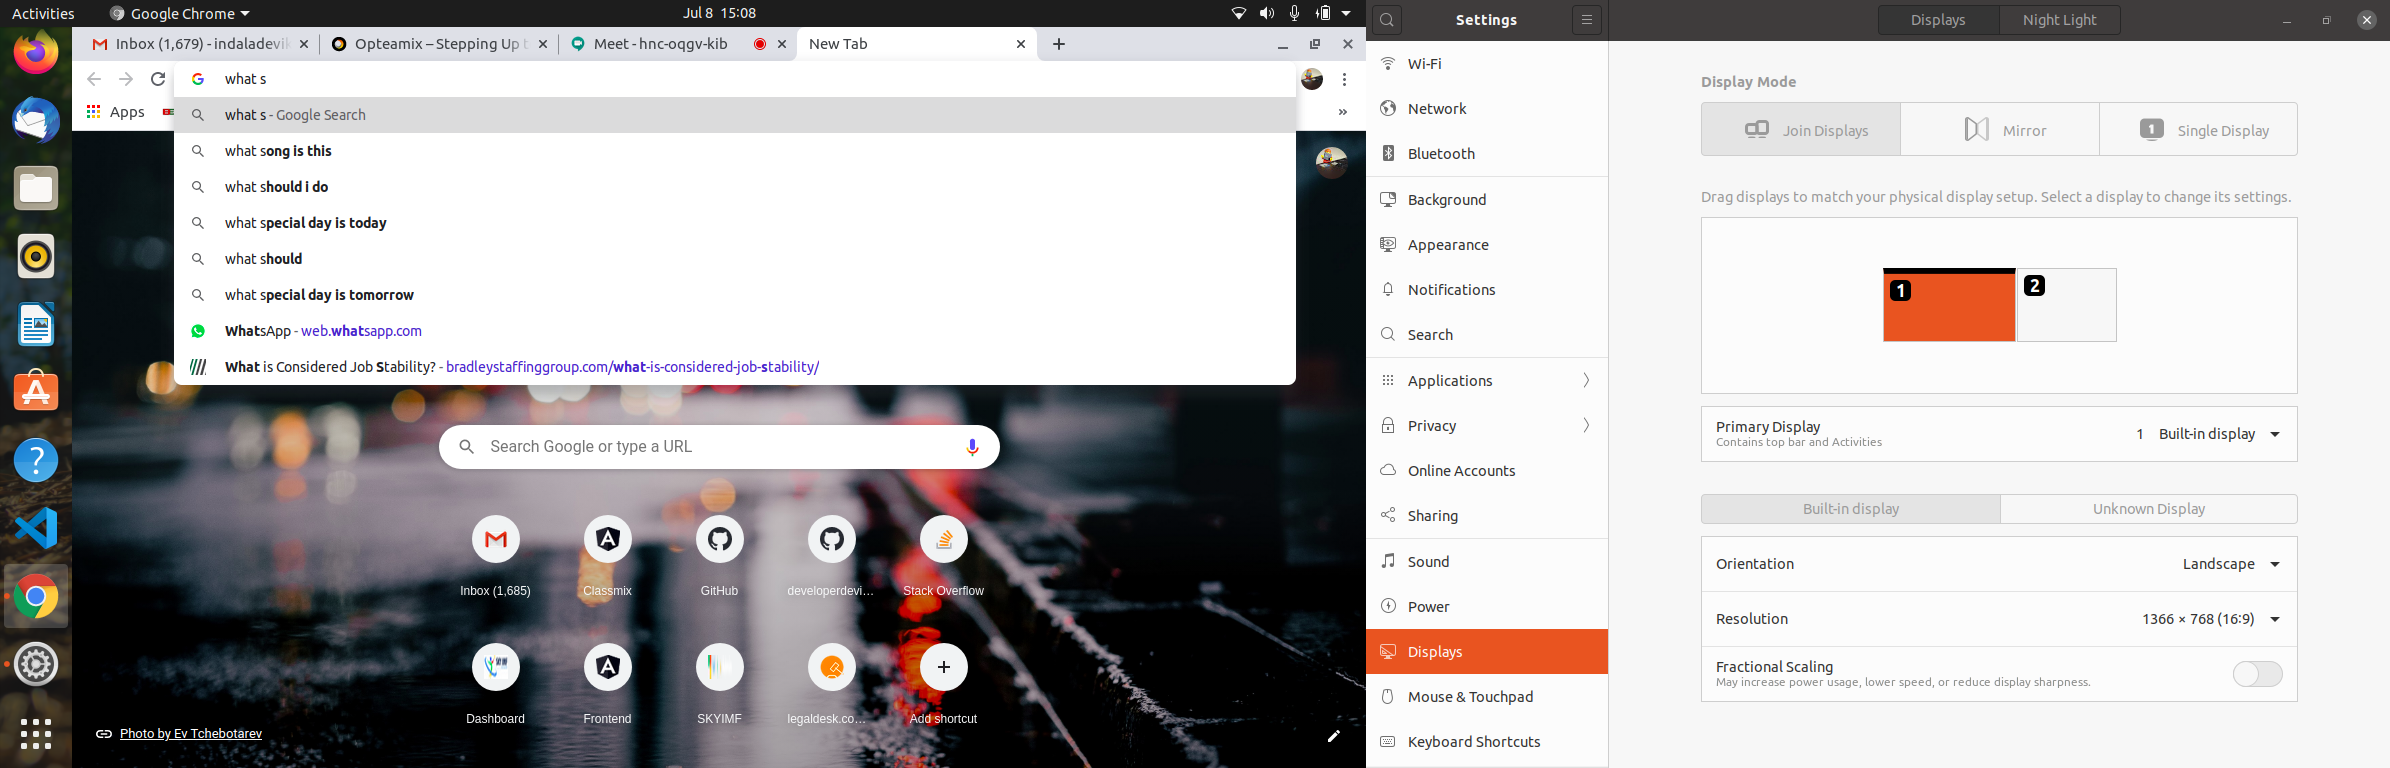 Activities
Google Chrome
Jul 8 15:08
Inbox (1,679) - indaladevik
Opteamix – Stepping Up t
Meet - hnc-oqgv-kib
New Tab
what s
Apps
what s - Google Search
what song is this
what should i do
what special day is today
what should
what special day is tomorrow
WhatsApp - web.whatsapp.com
What is Considered Job Stability? - bradleystaffinggroup.com/what-is-considered-job-stability/
Search Google or type a URL
Inbox (1,685)
Classmix
GitHub
developerdevi...
Stack Overflow
Dashboard
Frontend
SKYIMF
legaldesk.co...
Add shortcut
Photo by Ev Tchebotarev
Settings
Wi-Fi
Network
Bluetooth
Background
Appearance
Notifications
Search
Applications
Privacy
Online Accounts
Sharing
Sound
Power
Displays
Mouse & Touchpad
Keyboard Shortcuts
Displays
Night Light
Display Mode
Join Displays
Mirror
1
Single Display
Drag displays to match your physical display setup. Select a display to change its settings.
1
2
Primary Display
Contains top bar and Activities
1 Built-in display
Built-in display
Unknown Display
Orientation
Landscape
Resolution
1366 × 768 (16:9)
Fractional Scaling
May increase power usage, lower speed, or reduce display sharpness.